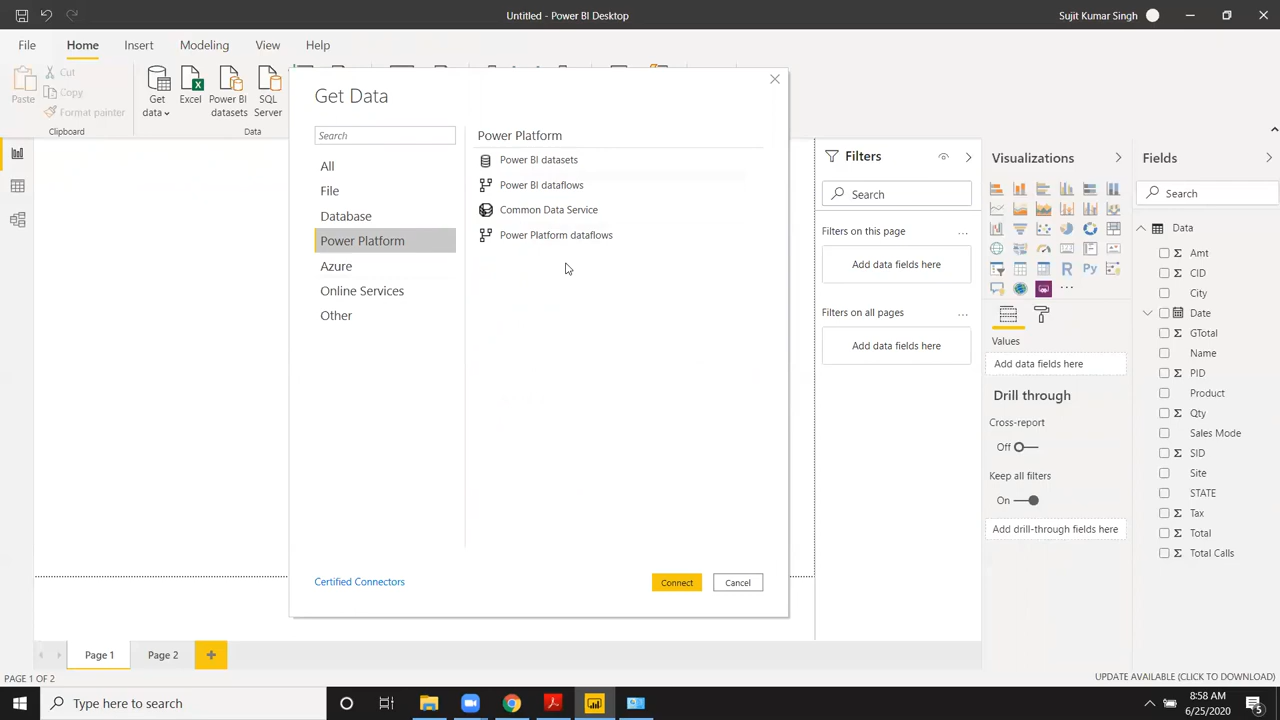 Untitled - Power BI Desktop
Sujit Kumar Singh
File
Home
Insert
Modeling
View
Help
Paste
Cut
Copy
Format painter
Clipboard
Get data
Excel
Power BI datasets
SQL Server
Data
Get Data
Search
All
File
Database
Power Platform
Azure
Online Services
Other
Power Platform
Power BI datasets
Power BI dataflows
Common Data Service
Power Platform dataflows
Certified Connectors
Connect
Cancel
Filters
Search
Filters on this page
...
Add data fields here
Filters on all pages
...
Add data fields here
Visualizations
R
Py
...
Values
Add data fields here
Drill through
Cross-report
Off
Keep all filters
On
Add drill-through fields here
Fields
Search
Data
Σ Amt
Σ CID
City
Date
Σ GTotal
Name
Σ PID
Product
Σ Qty
Sales Mode
Σ SID
Site
STATE
Σ Tax
Σ Total
Σ Total Calls
Page 1
Page 2
+
PAGE 1 OF 2
UPDATE AVAILABLE (CLICK TO DOWNLOAD)
Type here to search
8:58 AM
6/25/2020
5